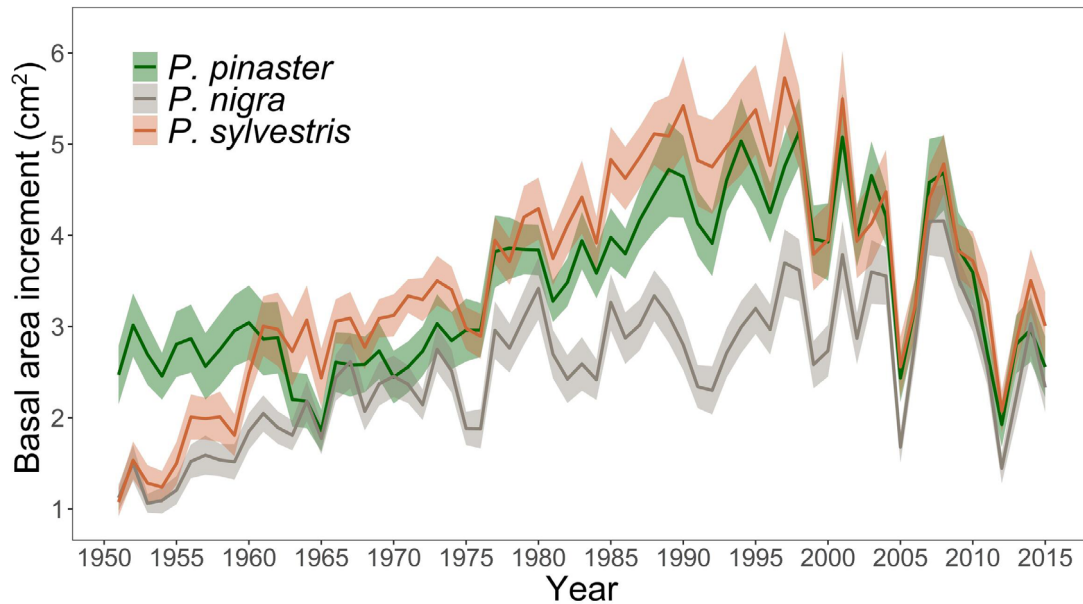 Basal area increment (cm²)
6
5
4
3
2
1
P. pinaster
P. nigra
P. sylvestris
1950 1955 1960 1965 1970 1975 1980 1985 1990 1995 2000 2005 2010 2015
Year